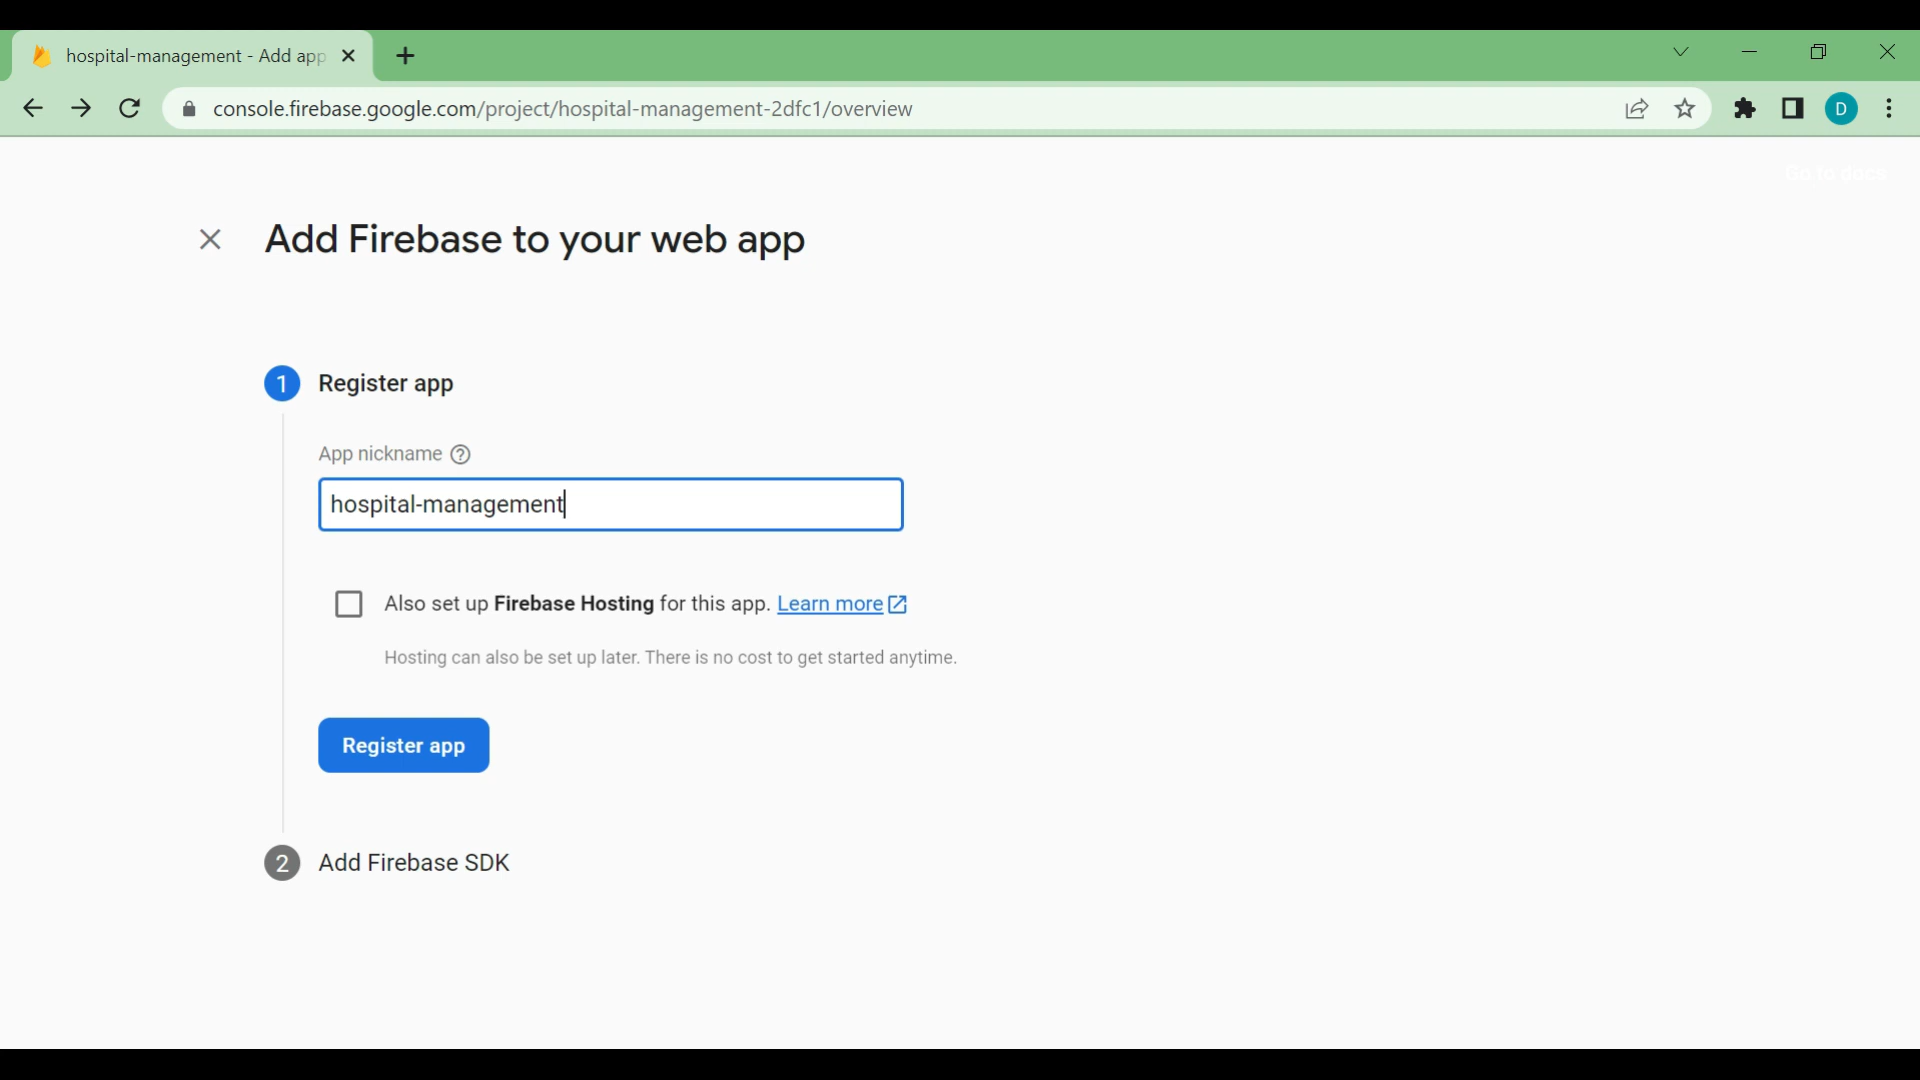 hospital-management - Add app
console.firebase.google.com/project/hospital-management-2dfc1/overview
D
Go to docs
Add Firebase to your web app
1 Register app
App nickname
hospital-management
Also set up Firebase Hosting for this app. Learn more
Hosting can also be set up later. There is no cost to get started anytime.
Register app
2 Add Firebase SDK